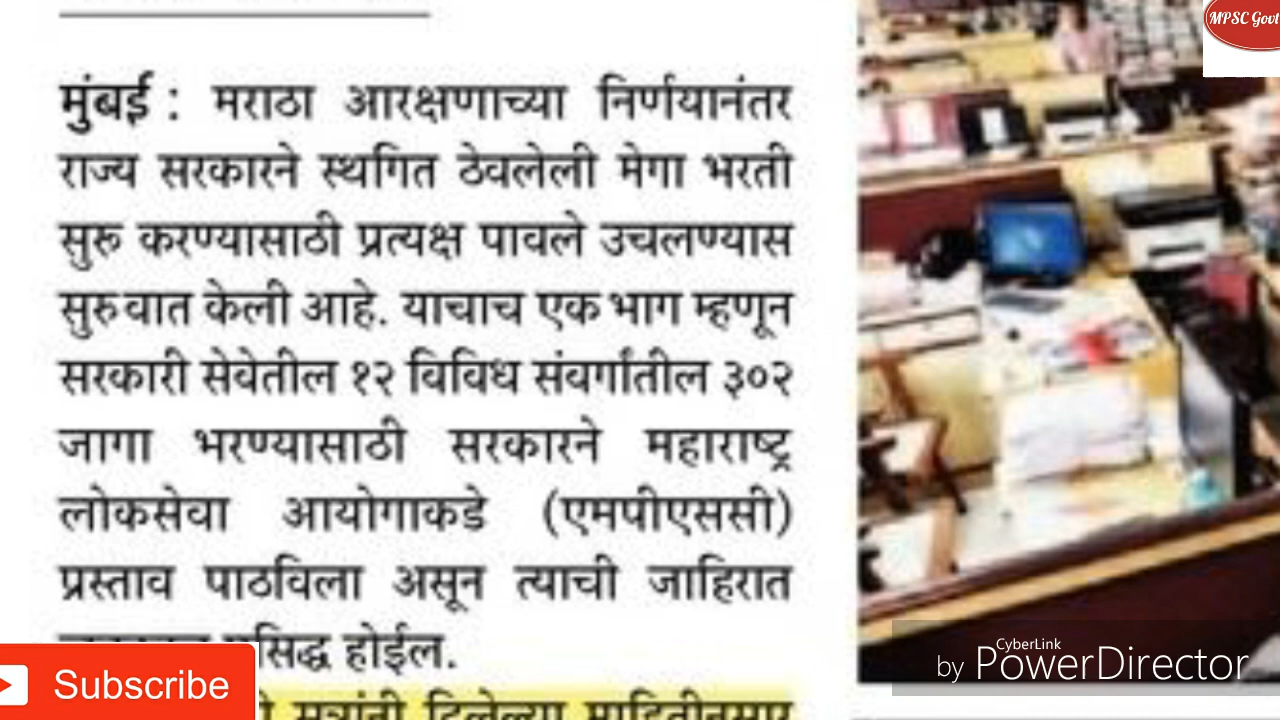 MPSC Govt
मुंबई : मराठा आरक्षणाच्या निर्णयानंतर
राज्य सरकारने स्थगित ठेवलेली मेगा भरती
सुरू करण्यासाठी प्रत्यक्ष पावले उचलण्यास
सुरुवात केली आहे. याचाच एक भाग म्हणून
सरकारी सेवेतील १२ विविध संवर्गांतील ३०२
जागा भरण्यासाठी सरकारने महाराष्ट्र
लोकसेवा आयोगाकडे (एमपीएससी)
प्रस्ताव पाठविला असून त्याची जाहिरात
होईल.
दिलेल्या माहितीनुसार
Subscribe
CyberLink
by PowerDirector